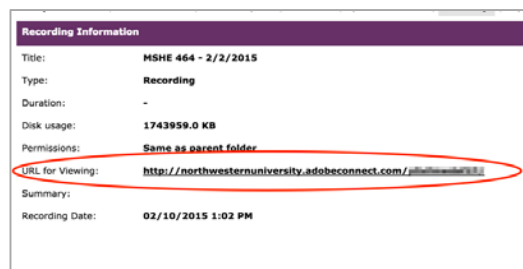 Recording Information
Title: MSHE 464 - 2/2/2015
Type: Recording
Duration: -
Disk usage: 1743959.0 KB
Permissions: Same as parent folder
URL for Viewing: http://northwesternuniversity.adobeconnect.com/
Summary:
Recording Date: 02/10/2015 1:02 PM